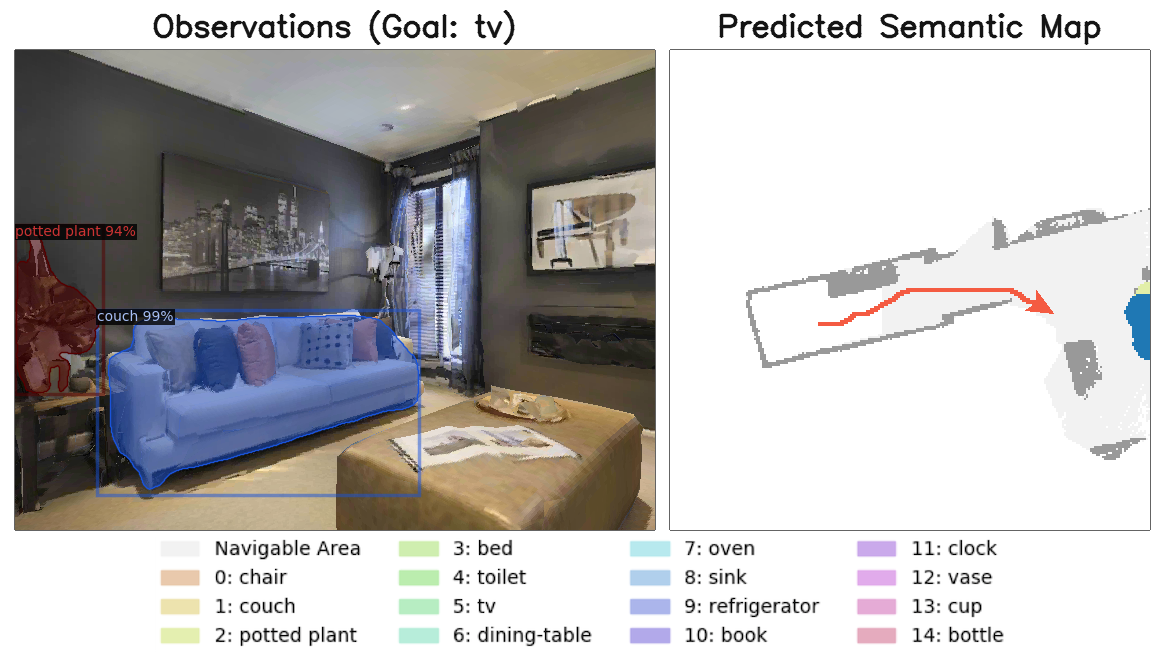 Observations (Goal: tv)
Predicted Semantic Map
potted plant 94%
couch 99%
Navigable Area
0: chair
1: couch
2: potted plant
3: bed
4: toilet
5: tv
6: dining-table
7: oven
8: sink
9: refrigerator
10: book
11: clock
12: vase
13: cup
14: bottle